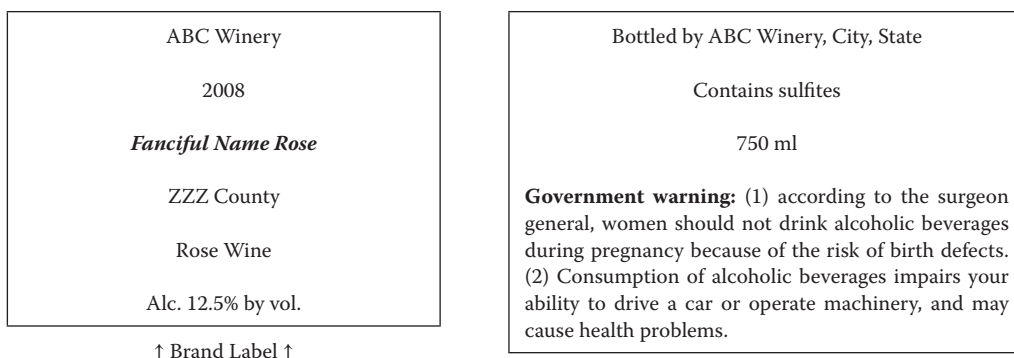 ABC Winery
2008
Fanciful Name Rose
ZZZ County
Rose Wine
Alc. 12.5% by vol.
↑ Brand Label ↑
Bottled by ABC Winery, City, State
Contains sulfites
750 ml
Government warning: (1) according to the surgeon
general, women should not drink alcoholic beverages
during pregnancy because of the risk of birth defects.
(2) Consumption of alcoholic beverages impairs your
ability to drive a car or operate machinery, and may
cause health problems.